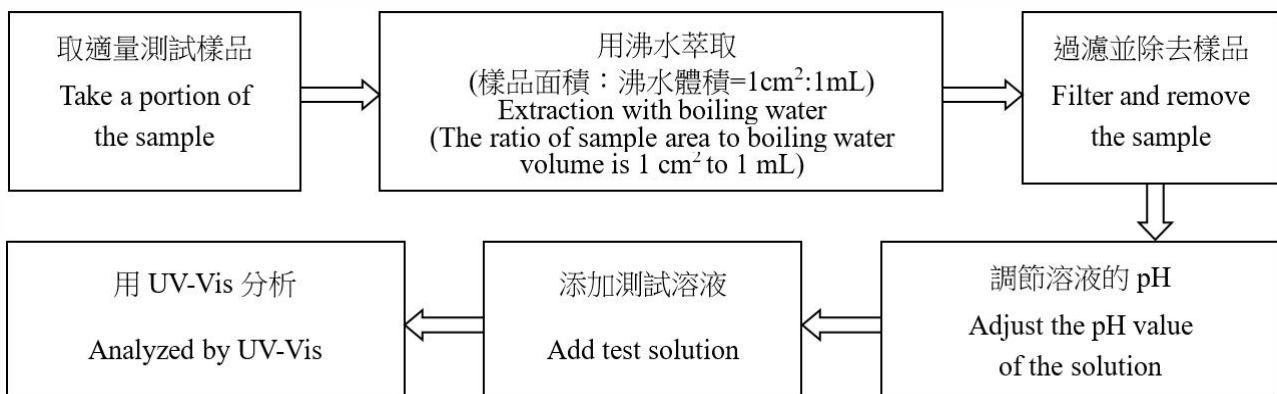 取適量測試樣品
Take a portion of
the sample
用沸水萃取
(樣品面積：沸水體積=1cm²:1mL)
Extraction with boiling water
(The ratio of sample area to boiling water
volume is 1 cm² to 1 mL)
過濾並除去樣品
Filter and remove
the sample
調節溶液的 pH
Adjust the pH value
of the solution
添加測試溶液
Add test solution
用 UV-Vis 分析
Analyzed by UV-Vis